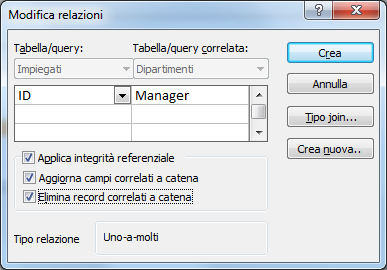 Modifica relazioni
Tabella/query: Tabella/query correlata:
Impiegati Dipartimenti
ID Manager
Applica integrità referenziale
Aggiorna campi correlati a catena
Elimina record correlati a catena
Tipo relazione Uno-a-molti
Crea
Annulla
Tipo join...
Crea nuova..